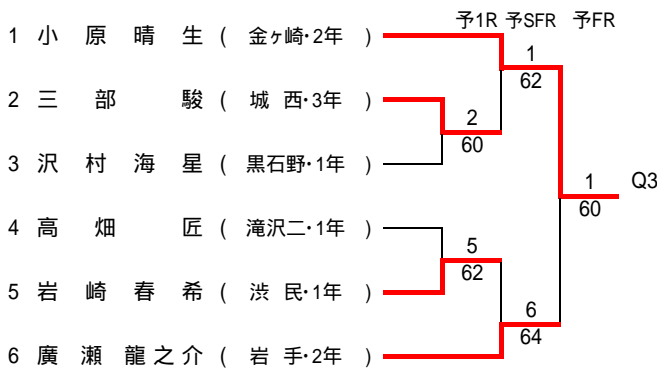 予1R 予SFR 予FR
1 小原晴生 ( 金ヶ崎・2年 )
1
62
2 三部 駿 ( 城 西・3年 )
2
60
3 沢村海星 ( 黒石野・1年 )
1
60
Q3
4 高畑 匠 ( 滝沢二・1年 )
5
62
5 岩崎春希 ( 渋 民・1年 )
6
64
6 廣瀬龍之介 ( 岩 手・2年 )